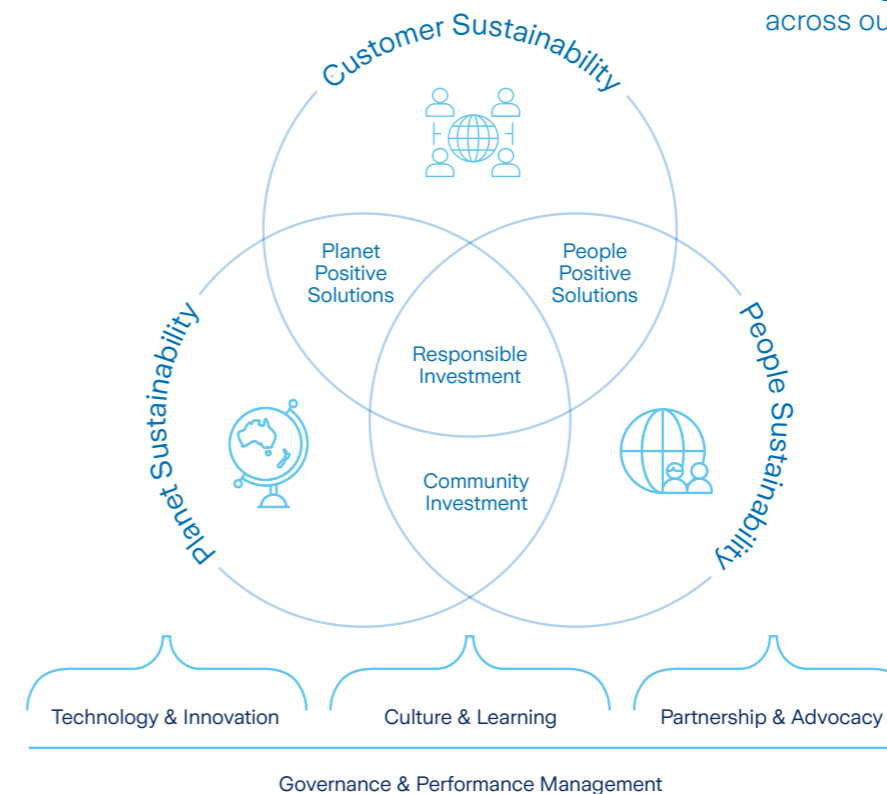 across ou
Customer Sustainability
Planet
Positive
Solutions
People
Positive
Solutions
Responsible
Investment
Planet Sustainability
People Sustainability
Community
Investment
Technology & Innovation
Culture & Learning
Partnership & Advocacy
Governance & Performance Management